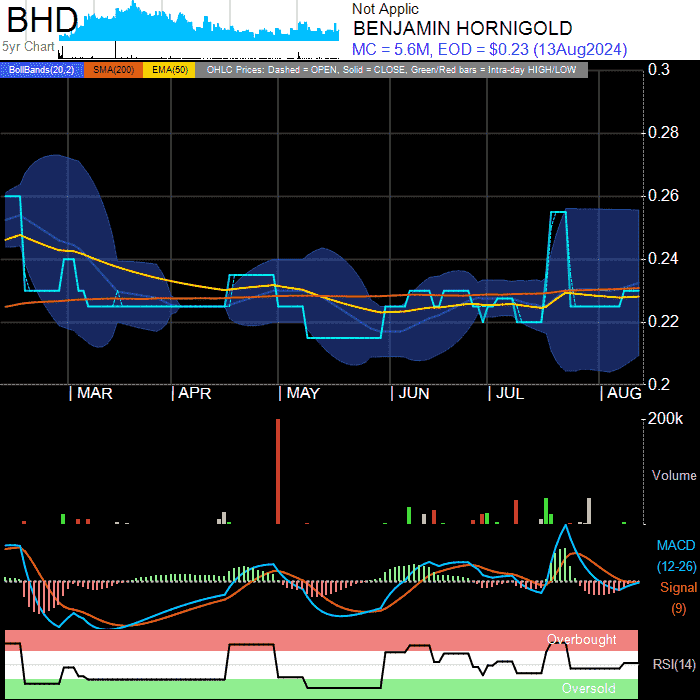 BHD
5yr Chart
Not Applic
BENJAMIN HORNIGOLD
MC = 5.6M, EOD = $0.23 (13Aug2024)
BollBands(20,2) SMA(200) EMA(50) OHLC Prices: Dashed = OPEN, Solid = CLOSE, Green/Red bars = Intra-day HIGH/LOW
0.3
0.28
0.26
0.24
0.22
0.2
MAR APR MAY JUN JUL AUG
200k
Volume
MACD
(12-26)
Signal
(9)
Overbought
RSI(14)
Oversold